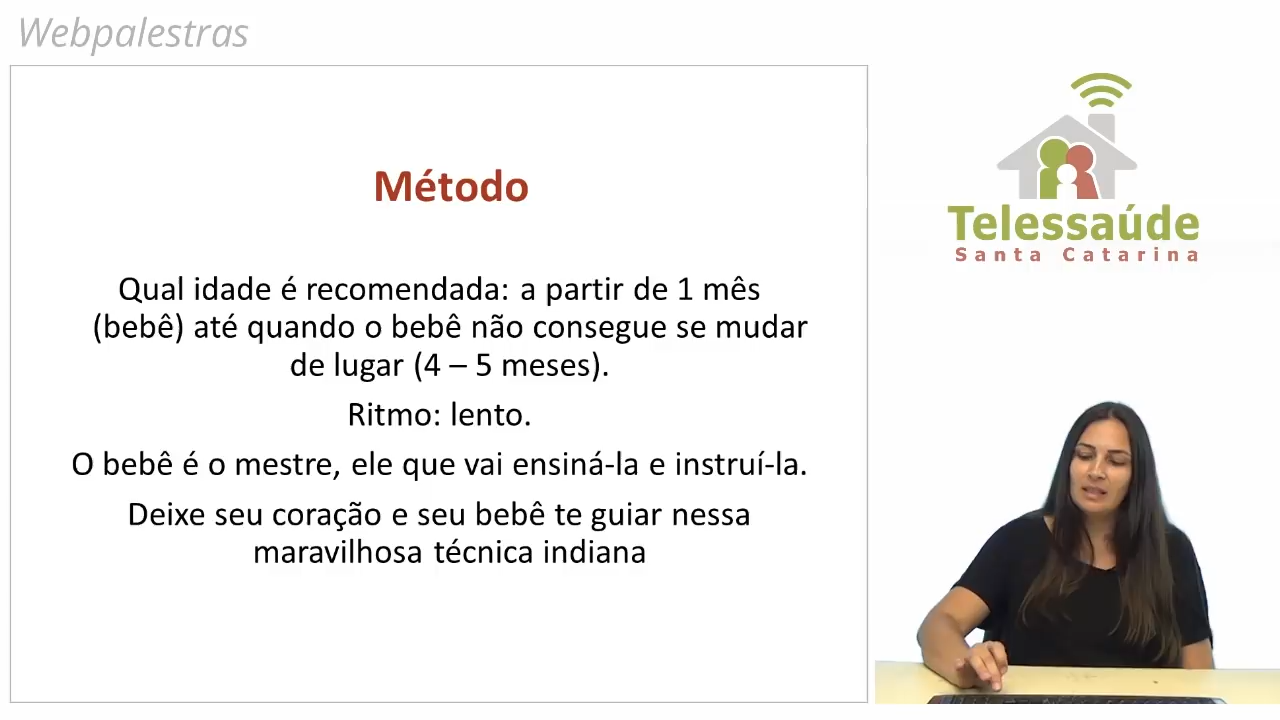 Webpalestras
Método
Qual idade é recomendada: a partir de 1 mês
(bebê) até quando o bebê não consegue se mudar
de lugar (4 – 5 meses).
Ritmo: lento.
O bebê é o mestre, ele que vai ensiná-la e instruí-la.
Deixe seu coração e seu bebê te guiar nessa
maravilhosa técnica indiana
Telessaúde
Santa Catarina